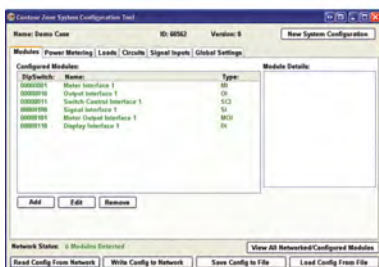 Contour Zone System Configuration Tool
Name: Demo Case ID: 66562 Version: 6 New System Configuration
Modules Power Metering Loads Circuits Signal Inputs Global Settings
Configured Modules: Module Details:
DipSwitch: Name: Type:
00000001 Meter Interface 1 MI
00000010 Output Interface 1 OI
00000011 Switch Control Interface 1 SCI
00000100 Signal Interface 1 SI
00000101 Motor Output Interface 1 MOI
00000110 Display Interface 1 DI
Add Edit Remove
Network Status: 6 Modules Detected View All Networked/Configured Modules
Read Config From Network Write Config to Network Save Config to File Load Config From File